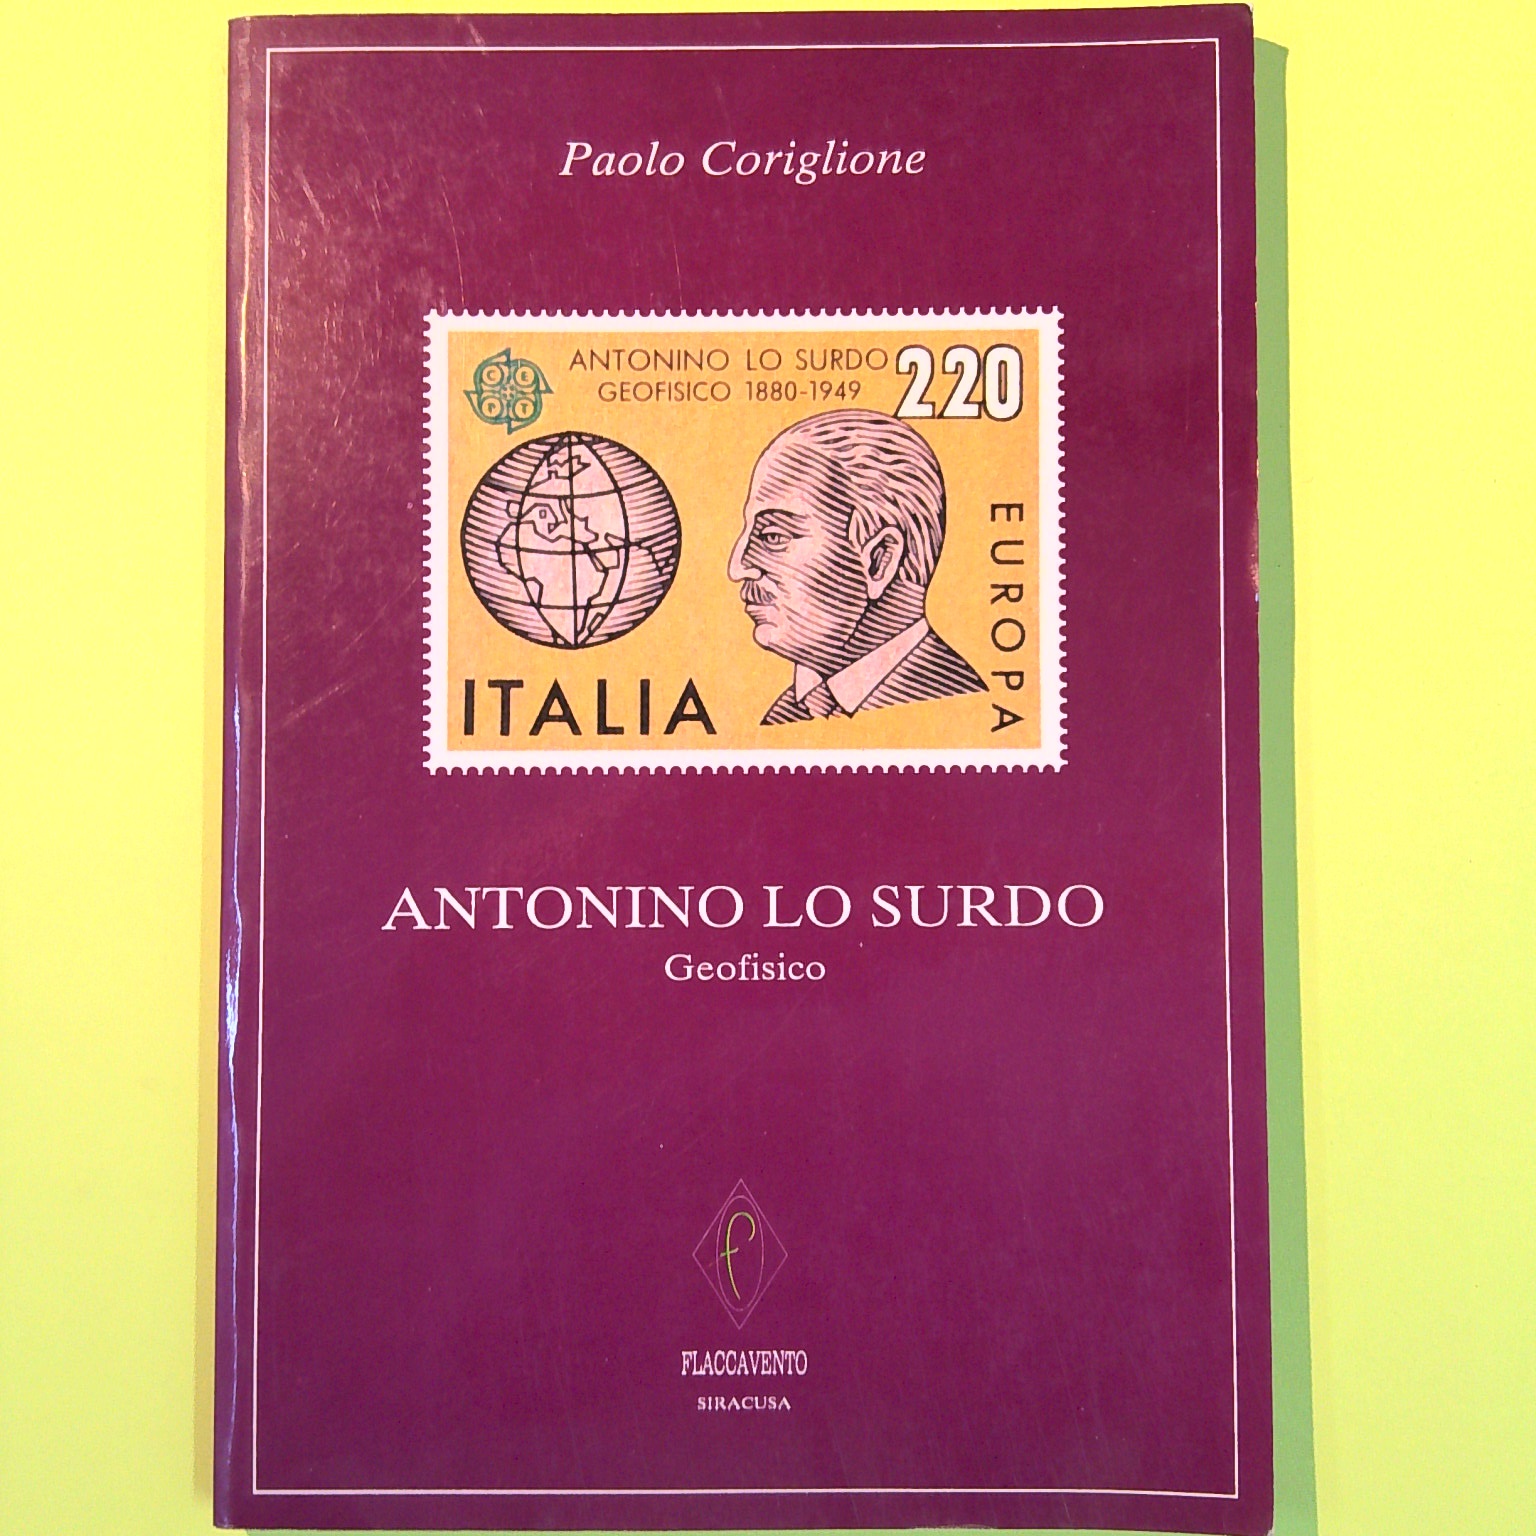 Paolo Coriglione
ANTONINO LO SURDO
GEOFISICO 1880-1949
220
C E
P T
EUROPA
ITALIA
ANTONINO LO SURDO
Geofisico
f
FLACCAVENTO
SIRACUSA